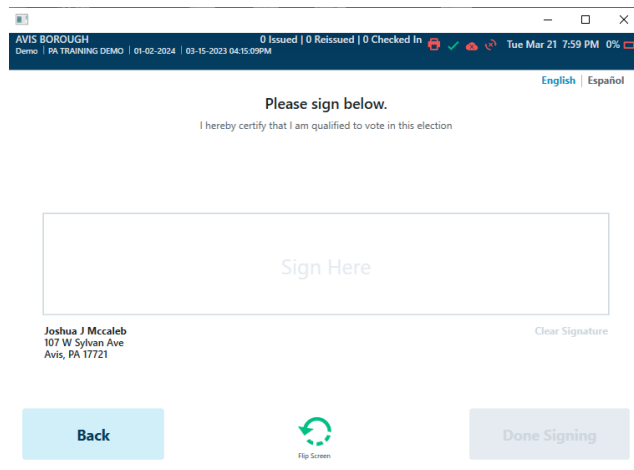 AVIS BOROUGH 0 Issued | 0 Reissued | 0 Checked In Tue Mar 21 7:59 PM 0%
Demo | PA TRAINING DEMO | 01-02-2024 | 03-15-2023 04:15:09PM
English | Español
Please sign below.
I hereby certify that I am qualified to vote in this election
Sign Here
Joshua J Mccaleb Clear Signature
107 W Sylvan Ave
Avis, PA 17721
Back Done Signing
Flip Screen